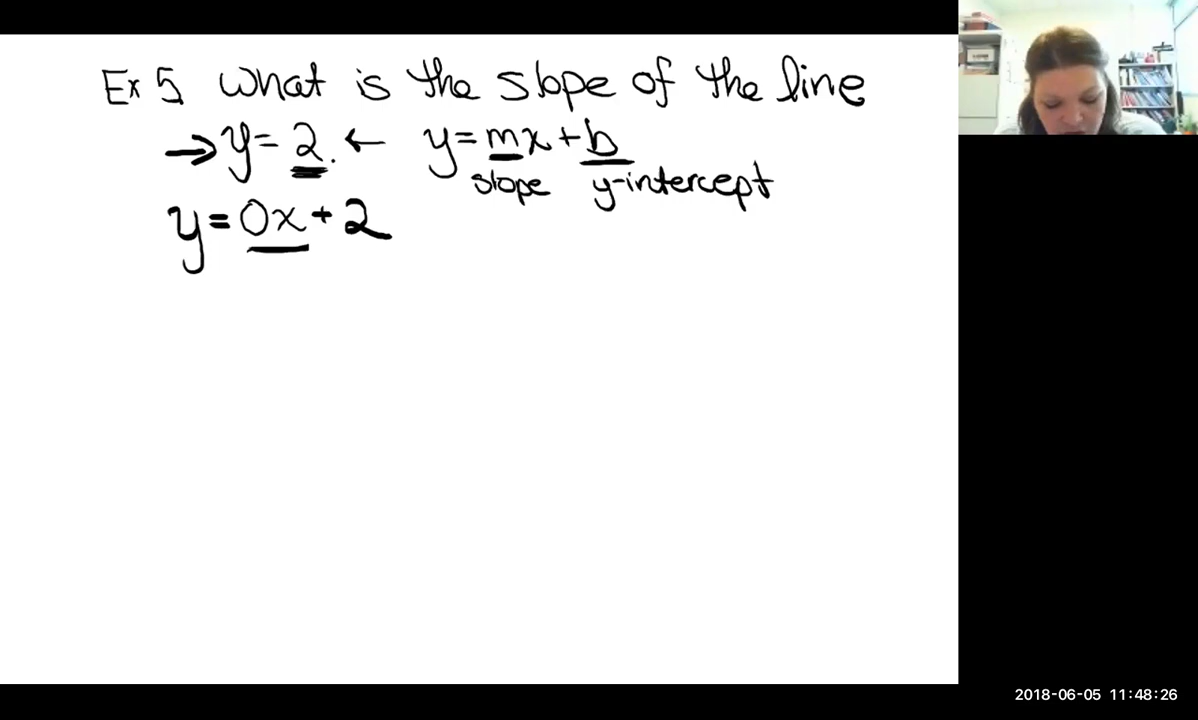 Ex 5 What is the slope of the line
→ y = 2. ← y = mx + b
slope y-intercept
y = 0x + 2
2018-06-05 11:48:26